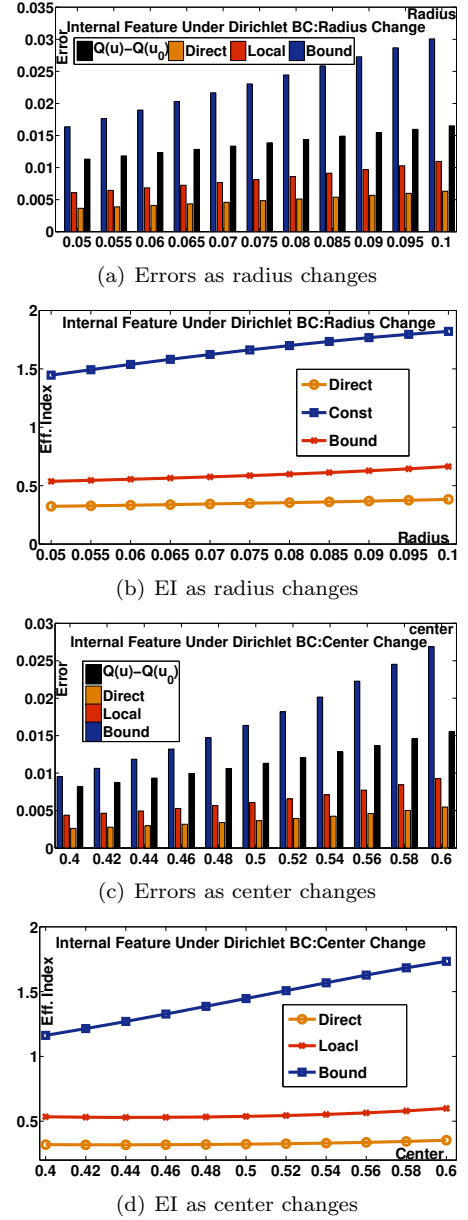 Internal Feature Under Dirichlet BC:Radius Change
Radius
Error
Q(u)−Q(u0) Direct Local Bound
0.035
0.03
0.025
0.02
0.015
0.01
0.005
0
0.05 0.055 0.06 0.065 0.07 0.075 0.08 0.085 0.09 0.095 0.1
(a) Errors as radius changes
Internal Feature Under Dirichlet BC:Radius Change
Eff. Index
2
1.5
1
0.5
0
Direct
Const
Bound
Radius
0.05 0.055 0.06 0.065 0.07 0.075 0.08 0.085 0.09 0.095 0.1
(b) EI as radius changes
Internal Feature Under Dirichlet BC:Center Change
center
Error
0.03
0.025
0.02
0.015
0.01
0.005
0
Q(u)−Q(u0)
Direct
Local
Bound
0.4 0.42 0.44 0.46 0.48 0.5 0.52 0.54 0.56 0.58 0.6
(c) Errors as center changes
Internal Feature Under Dirichlet BC:Center Change
Eff. Index
2
1.5
1
0.5
Direct
Loacl
Bound
Center
0.4 0.42 0.44 0.46 0.48 0.5 0.52 0.54 0.56 0.58 0.6
(d) EI as center changes